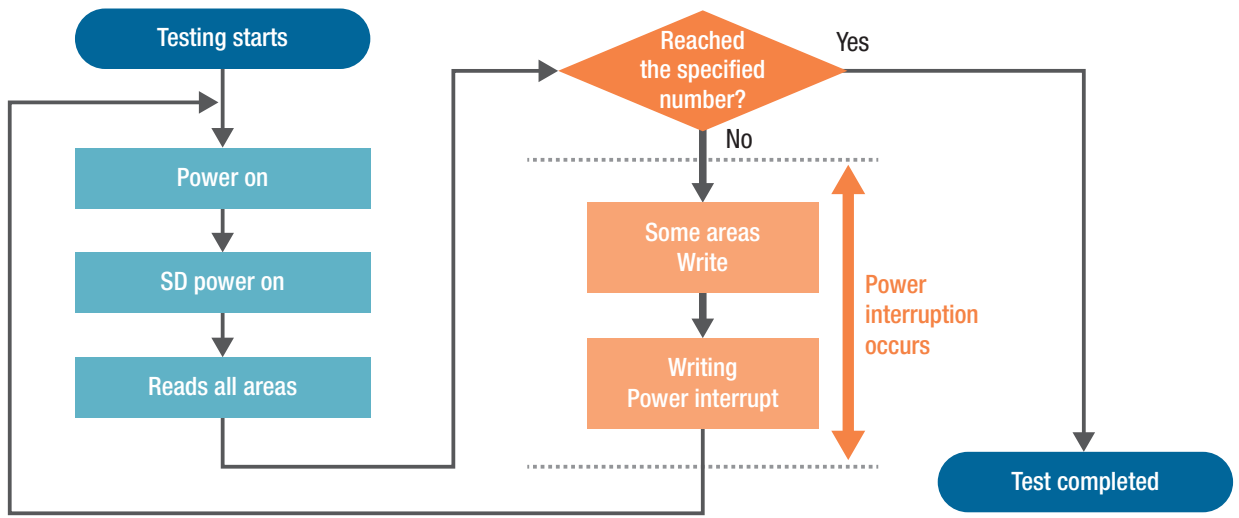 Testing starts
Power on
SD power on
Reads all areas
Reached
the specified
number?
Yes
No
Some areas
Write
Writing
Power interrupt
Power
interruption
occurs
Test completed